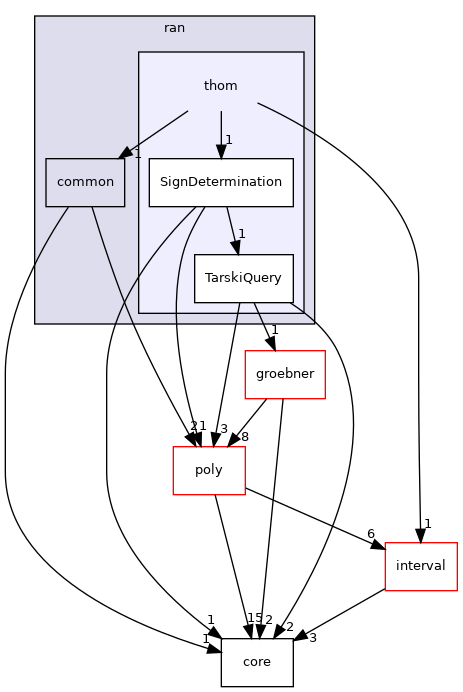 ran
thom
1
1
common
SignDetermination
1
TarskiQuery
1
groebner
2
1
3
8
poly
6
1
interval
1
1
15
2
2
3
core